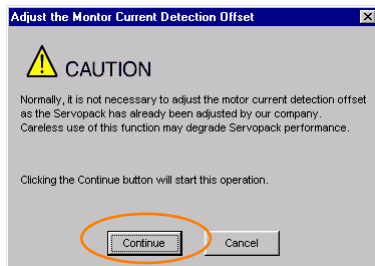 Adjust the Montor Current Detection Offset
CAUTION
Normally, it is not necessary to adjust the motor current detection offset
as the Servopack has already been adjusted by our company.
Careless use of this function may degrade Servopack performance.
Clicking the Continue button will start this operation.
Continue
Cancel